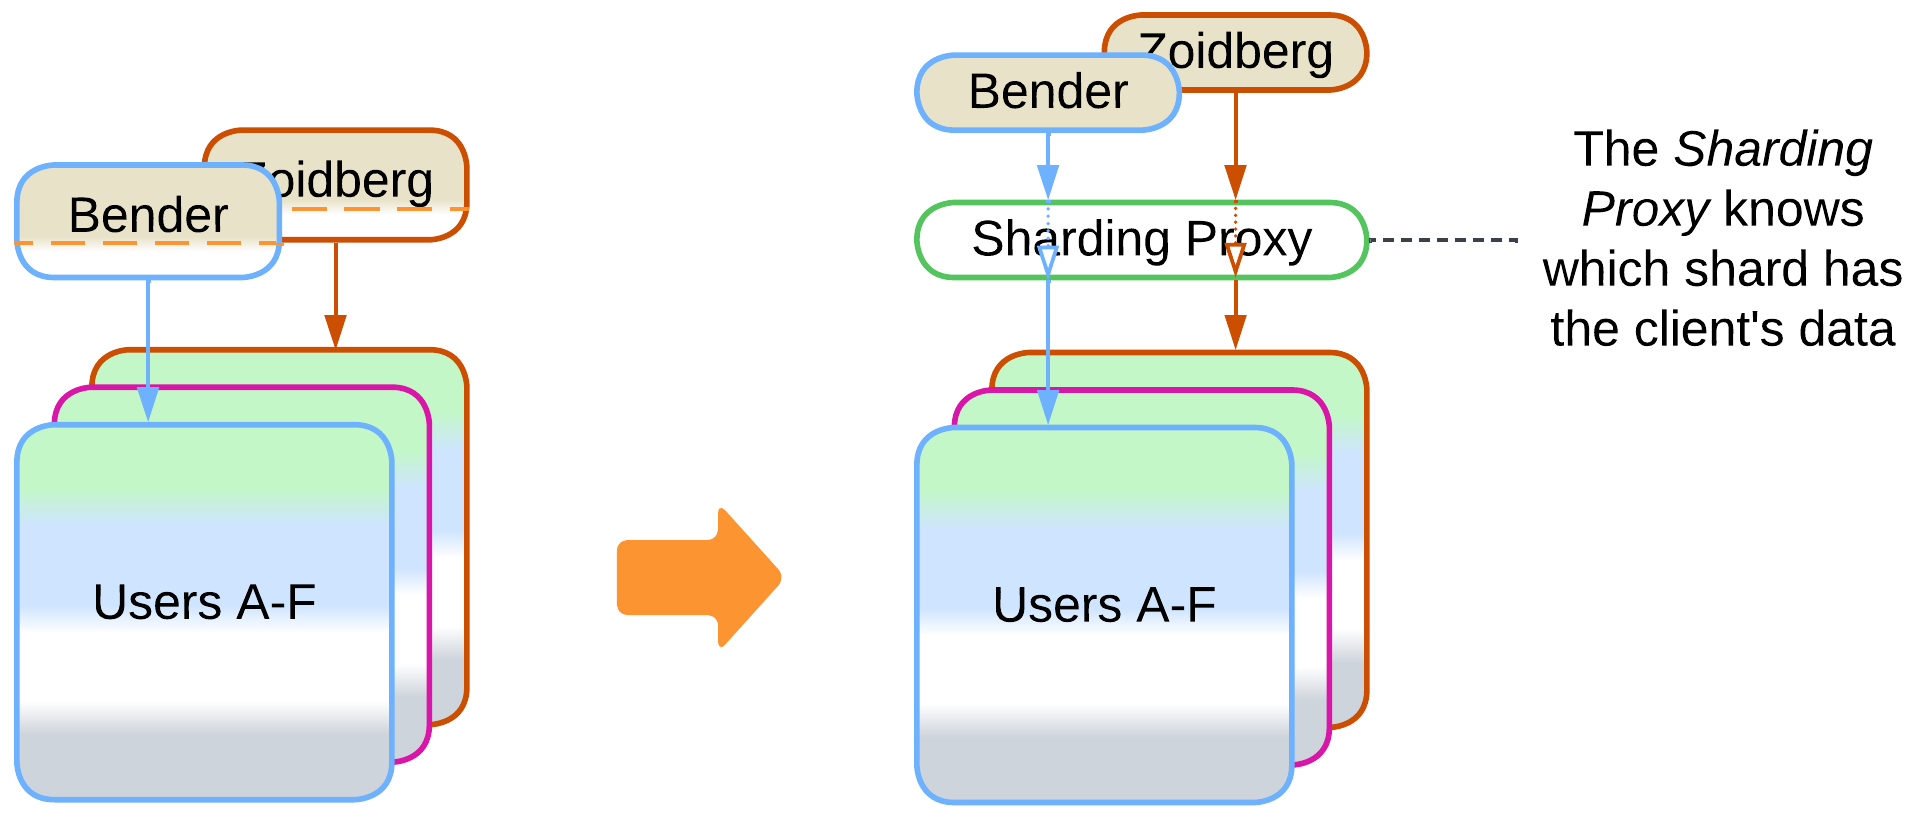 Zoidberg
Bender
Users A-F
Zoidberg
Bender
Sharding Proxy
Users A-F
The Sharding
Proxy knows
which shard has
the client's data